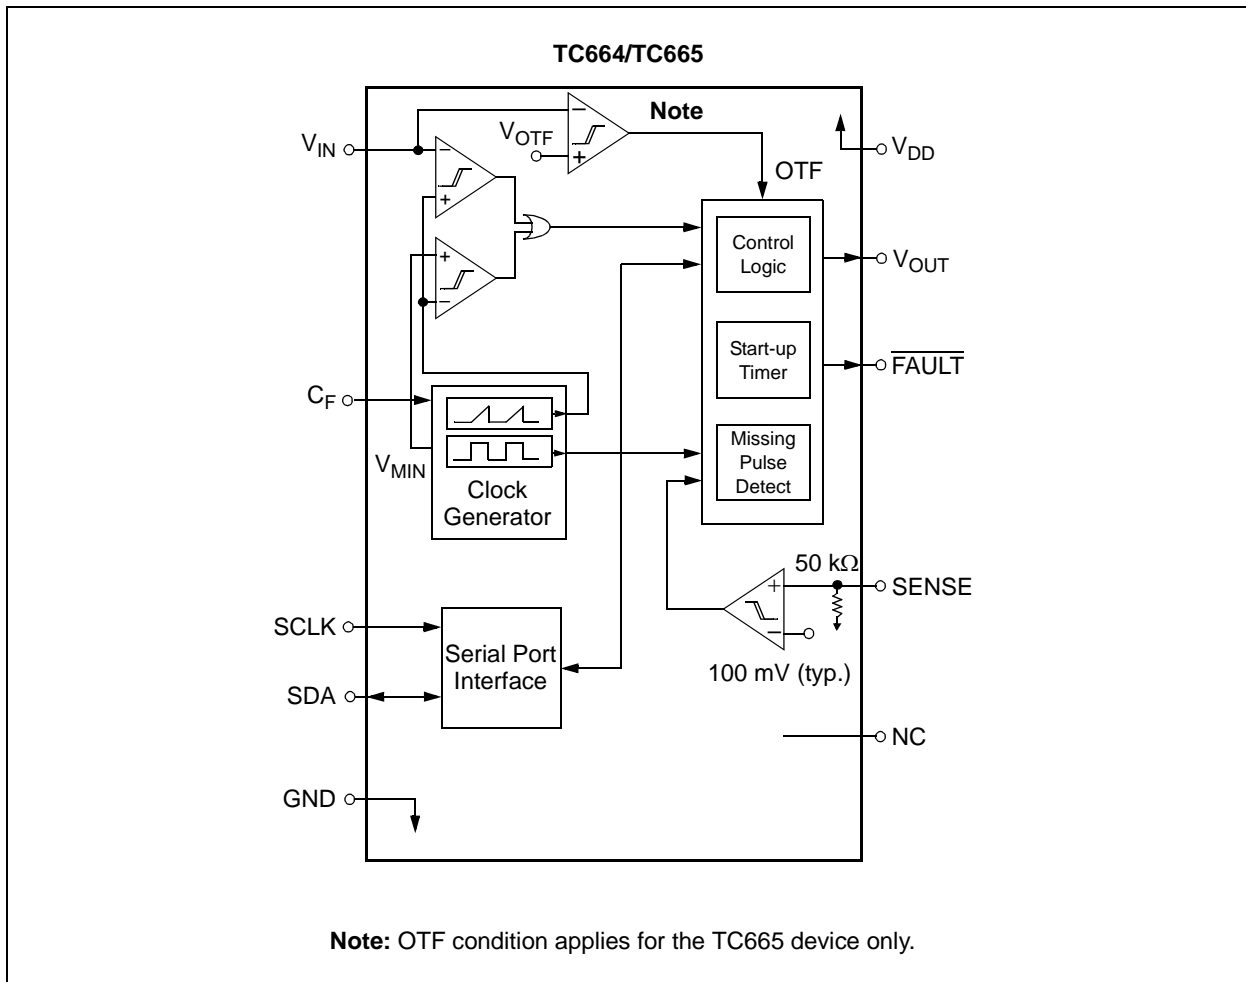 TC664/TC665
Note
VIN
VOTF
− +
VDD
− +
OTF
Control
Logic
VOUT
+ −
Start-up
Timer
FAULT
CF
Missing
Pulse
Detect
VMIN
Clock
Generator
50 kΩ
SENSE
+ −
SCLK
Serial Port
Interface
100 mV (typ.)
SDA
NC
GND
Note: OTF condition applies for the TC665 device only.